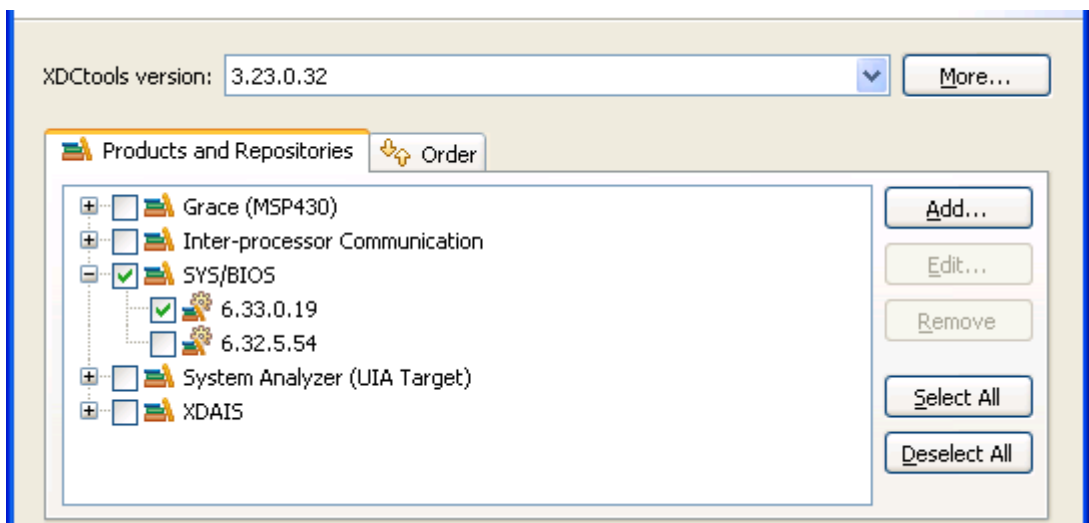 XDCtools version: 3.23.0.32 More...
Products and Repositories Order
Grace (MSP430)
Inter-processor Communication
SYS/BIOS
6.33.0.19
6.32.5.54
System Analyzer (UIA Target)
XDAIS
Add...
Edit...
Remove
Select All
Deselect All